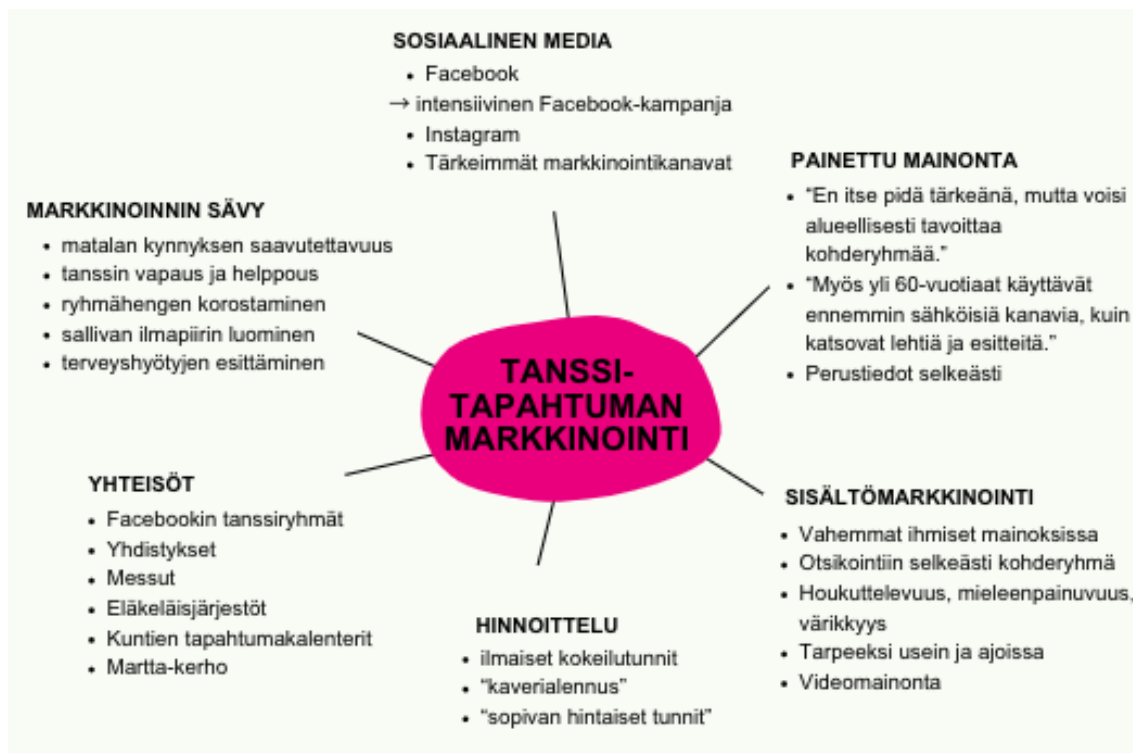 SOSIAALINEN MEDIA
• Facebook
→ intensiivinen Facebook-kampanja
• Instagram
• Tärkeimmät markkinointikanavat
PAINETTU MAINONTA
• “En itse pidä tärkeänä, mutta voisi
alueellisesti tavoittaa
kohderyhmää.”
• “Myös yli 60-vuotiaat käyttävät
ennemmin sähköisiä kanavia, kuin
katsovat lehtiä ja esitteitä.”
• Perustiedot selkeästi
MARKKINOINNIN SÄVY
• matalan kynnyksen saavutettavuus
• tanssin vapaus ja helppous
• ryhmähengen korostaminen
• sallivan ilmapiirin luominen
• terveyshyötyjen esittäminen
TANSSI-
TAPAHTUMAN
MARKKINOINTI
YHTEISÖT
• Facebookin tanssiryhmät
• Yhdistykset
• Messut
• Eläkeläisjärjestöt
• Kuntien tapahtumakalenterit
• Martta-kerho
HINNOITTELU
• ilmaiset kokeilutunnit
• “kaverialennus”
• “sopivan hintaiset tunnit”
SISÄLTÖMARKKINOINTI
• Vahemmat ihmiset mainoksissa
• Otsikointiin selkeästi kohderyhmä
• Houkuttelevuus, mieleenpainuvuus,
värikkyys
• Tarpeeksi usein ja ajoissa
• Videomainonta